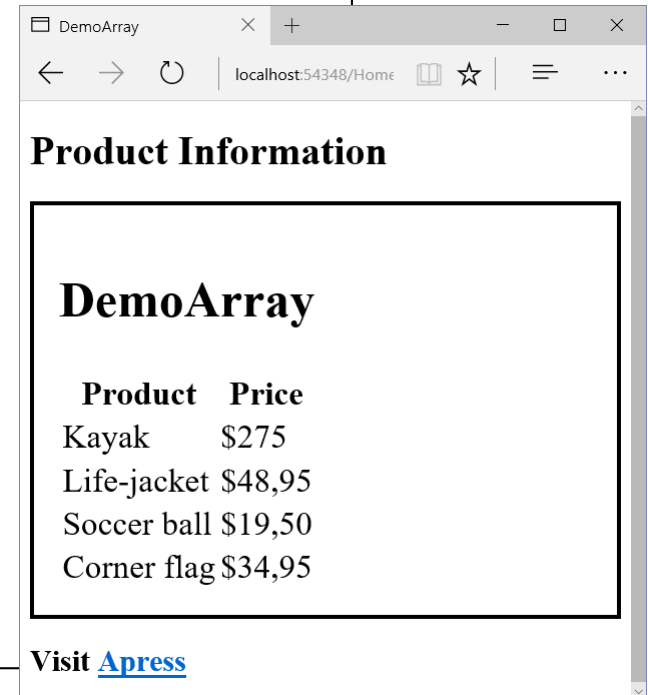 DemoArray
localhost:54348/Home
Product Information
DemoArray
Product Price
Kayak $275
Life-jacket $48,95
Soccer ball $19,50
Corner flag $34,95
Visit Apress